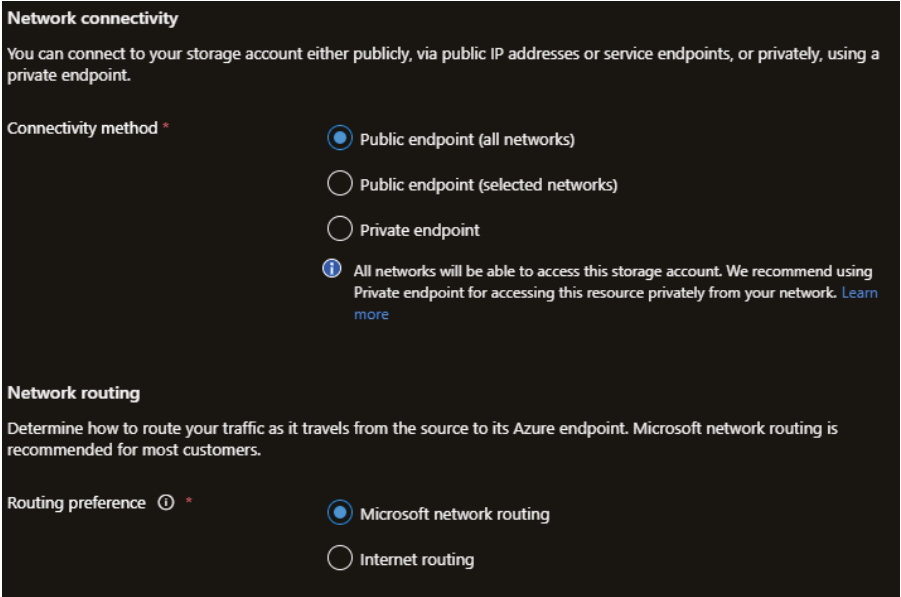 Network connectivity
You can connect to your storage account either publicly, via public IP addresses or service endpoints, or privately, using a
private endpoint.
Connectivity method *
Public endpoint (all networks)
Public endpoint (selected networks)
Private endpoint
All networks will be able to access this storage account. We recommend using
Private endpoint for accessing this resource privately from your network. Learn
more
Network routing
Determine how to route your traffic as it travels from the source to its Azure endpoint. Microsoft network routing is
recommended for most customers.
Routing preference *
Microsoft network routing
Internet routing